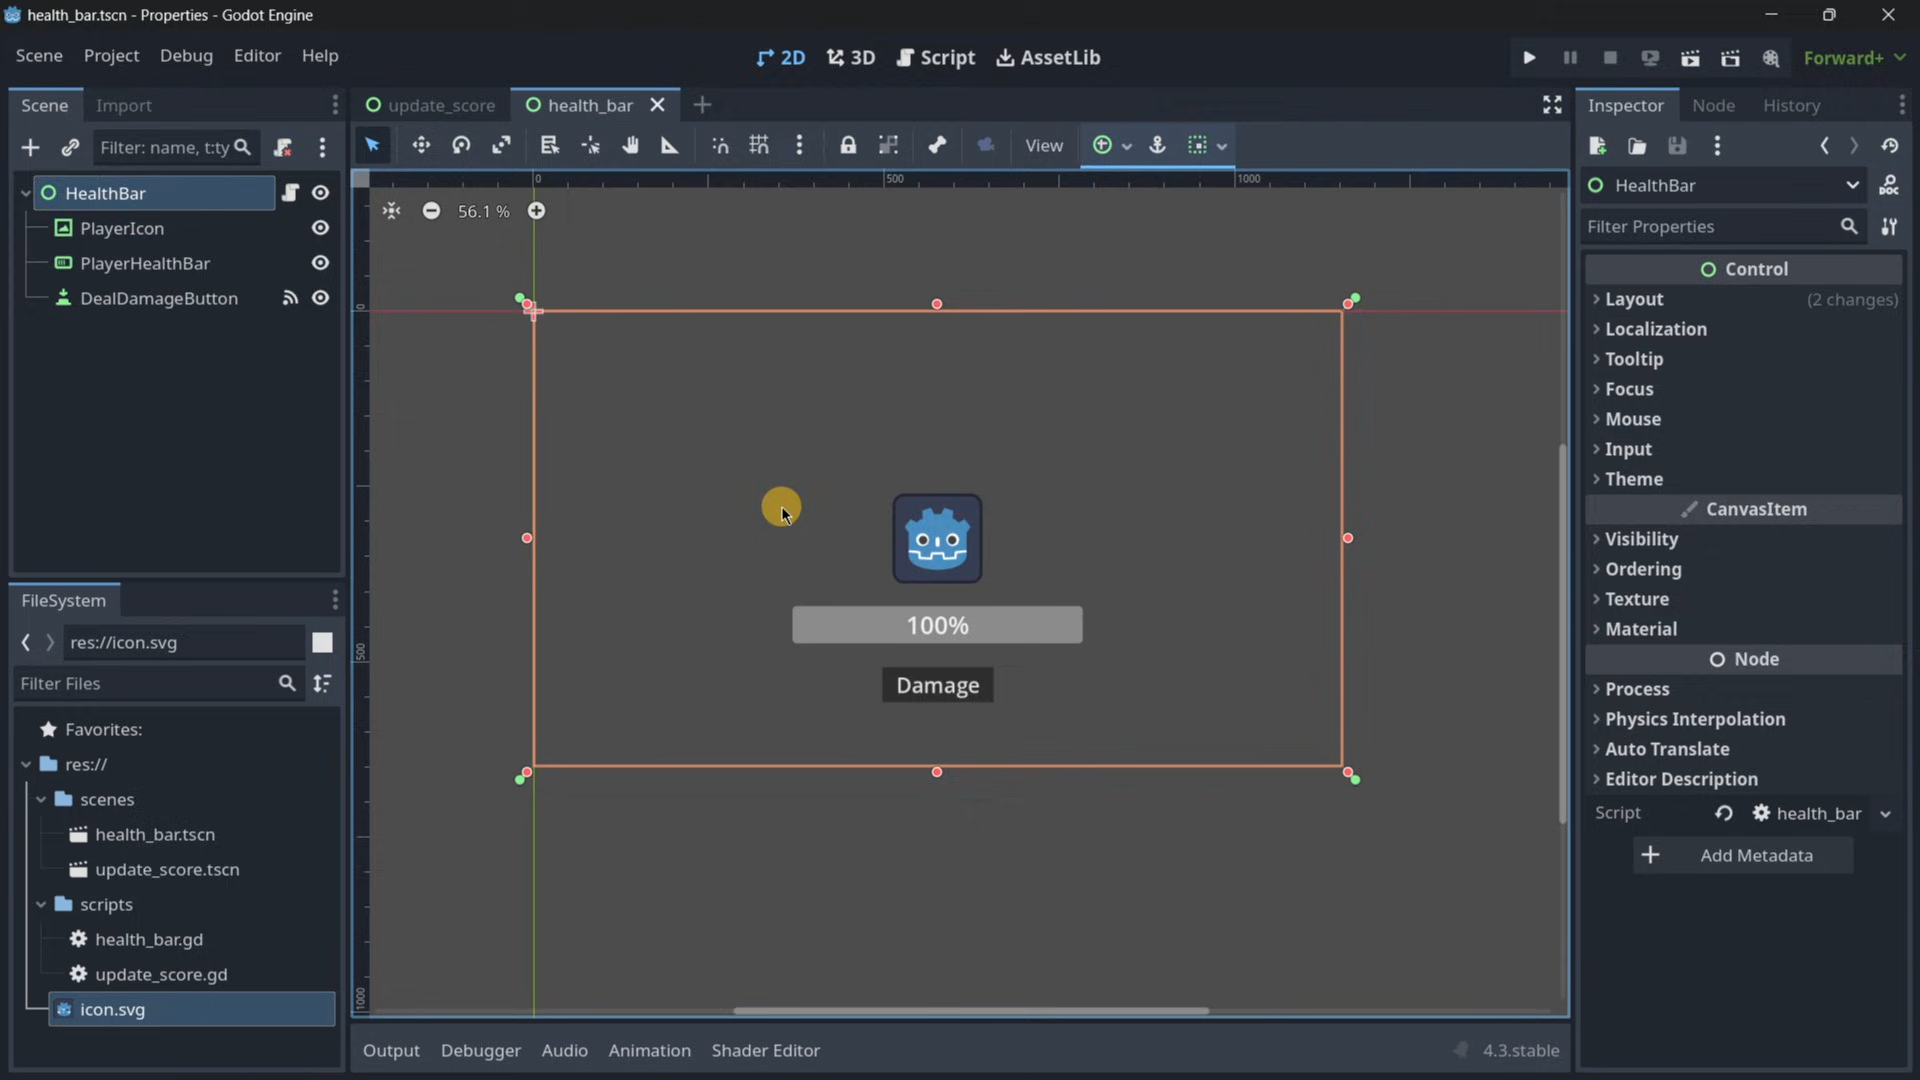 health_bar.tscn - Properties - Godot Engine
Scene Project Debug Editor Help
2D 3D Script AssetLib
Forward+
Scene Import
update_score health_bar
Inspector Node History
Filter: name, t:ty
View
HealthBar
PlayerIcon
PlayerHealthBar
DealDamageButton
0 500 1000
56.1 %
0
500
1000
100%
Damage
HealthBar
DOC
Filter Properties
Control
Layout (2 changes)
Localization
Tooltip
Focus
Mouse
Input
Theme
CanvasItem
Visibility
Ordering
Texture
Material
Node
Process
Physics Interpolation
Auto Translate
Editor Description
Script health_bar
Add Metadata
FileSystem
res://icon.svg
Filter Files
Favorites:
res://
scenes
health_bar.tscn
update_score.tscn
scripts
health_bar.gd
update_score.gd
icon.svg
Output Debugger Audio Animation Shader Editor
4.3.stable